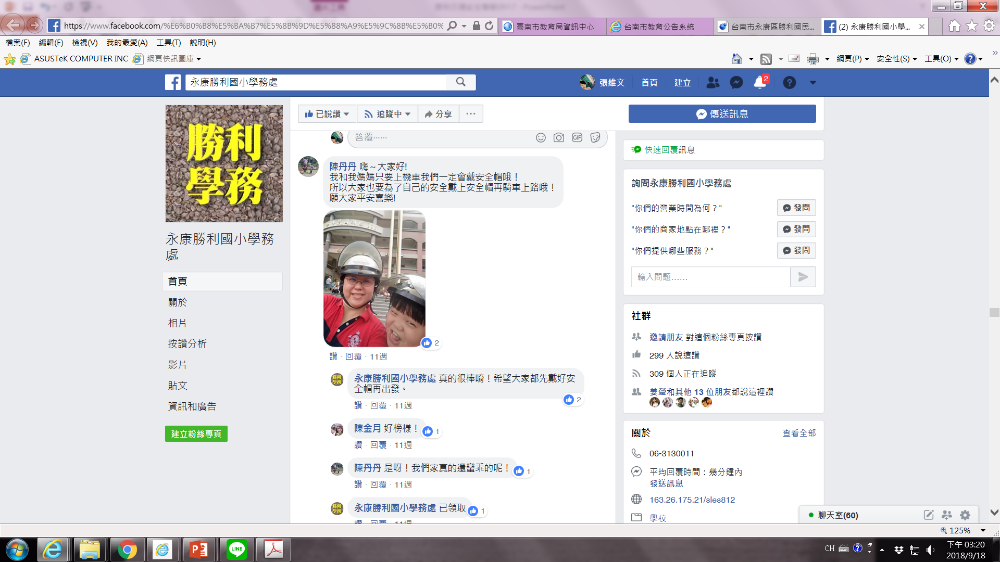 https://www.facebook.com/%E6%B0%B8%E5%BA%B7%E5%8B%9D%E5%88%A9%E5%9C%8B%E5%B0%
臺南市教育局資訊中心
台南市教育公告系統
台南市永康區勝利國民...
(2) 永康勝利國小學...
檔案(F) 編輯(E) 檢視(V) 我的最愛(A) 工具(T) 說明(H)
ASUSTeK COMPUTER INC 網頁快訊圖庫
網頁(P) 安全性(S) 工具(O)
永康勝利國小學務處
張維文 首頁 建立 2
勝利
學務
永康勝利國小學務
處
首頁
關於
相片
按讚分析
影片
貼文
資訊和廣告
建立粉絲專頁
已說讚 追蹤中 分享 ...
傳送訊息
答覆......
GIF
陳丹丹 嗨～大家好!
我和我媽媽只要上機車我們一定會戴安全帽哦！
所以大家也要為了自己的安全戴上安全帽再騎車上路哦！
願大家平安喜樂!
2
讚 · 回覆 · 11週
永康勝利國小學務處 真的很棒唷！希望大家都先戴好安
全帽再出發。
2
讚 · 回覆 · 11週
陳金月 好榜樣！ 1
讚 · 回覆 · 11週
陳丹丹 是呀！我們家真的還蠻乖的呢！ 1
讚 · 回覆 · 11週
永康勝利國小學務處 已領取 1
讚 · 回覆 · 11週
快速回覆訊息
詢問永康勝利國小學務處
"你們的營業時間為何？" 發問
"你們的商家地點在哪裡？" 發問
"你們提供哪些服務？" 發問
輸入問題......
社群
邀請朋友 對這個粉絲專頁按讚
299 人說這讚
309 個人正在追蹤
姜瑩和其他 13 位朋友都說這裡讚
關於 查看全部
06-3130011
平均回覆時間：幾分鐘內
發送訊息
163.26.175.21/sles812
學校
聊天室(60)
125%
LINE
CH
下午 03:20
2018/9/18